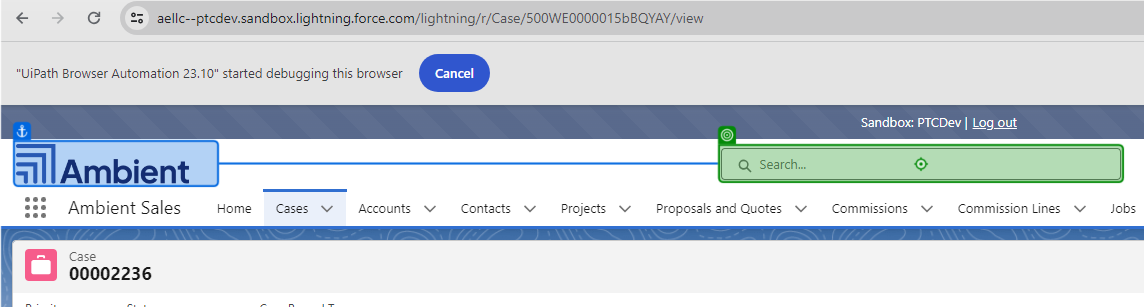 aellc--ptcdev.sandbox.lightning.force.com/lightning/r/Case/500WE0000015bBQYAY/view
"UiPath Browser Automation 23.10" started debugging this browser Cancel
Sandbox: PTCDev | Log out
Ambient
Search...
Ambient Sales Home Cases Accounts Contacts Projects Proposals and Quotes Commissions Commission Lines Jobs
Case
00002236